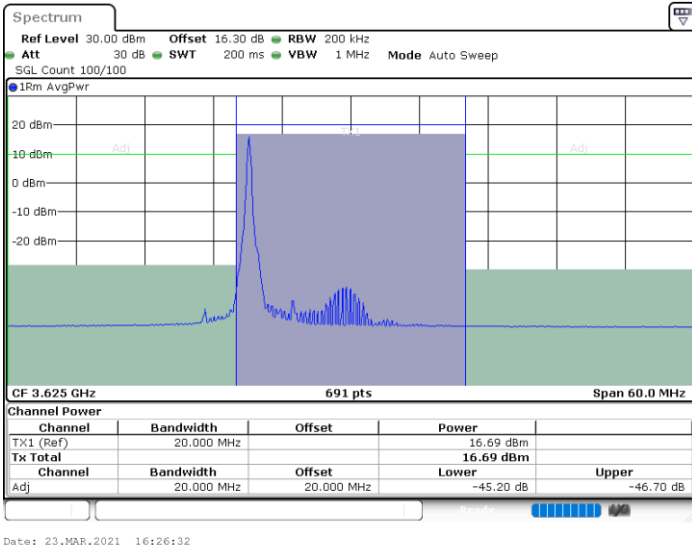 Spectrum
Ref Level 30.00 dBm Offset 16.30 dB RBW 200 kHz
Att 30 dB SWT 200 ms VBW 1 MHz Mode Auto Sweep
SGL Count 100/100
1Rm AvgPwr
20 dBm
TX1
Adj
Adj
10 dBm
0 dBm
-10 dBm
-20 dBm
CF 3.625 GHz 691 pts Span 60.0 MHz
Channel Power
Channel Bandwidth Offset Power
TX1 (Ref) 20.000 MHz 16.69 dBm
Tx Total 16.69 dBm
Channel Bandwidth Offset Lower Upper
Adj 20.000 MHz 20.000 MHz -45.20 dB -46.70 dB
Ready
Date: 23.MAR.2021 16:26:32